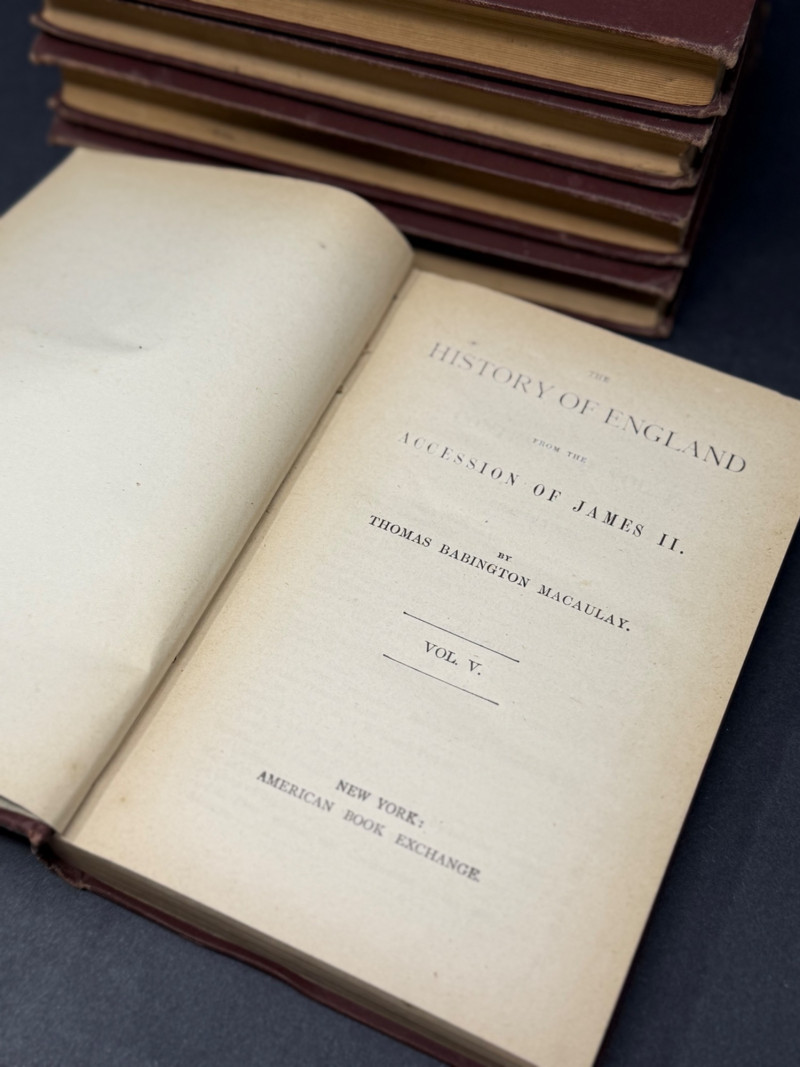 THE
HISTORY OF ENGLAND
FROM THE
ACCESSION OF JAMES II.
BY
THOMAS BABINGTON MACAULAY.
VOL. V.
NEW YORK:
AMERICAN BOOK EXCHANGE.